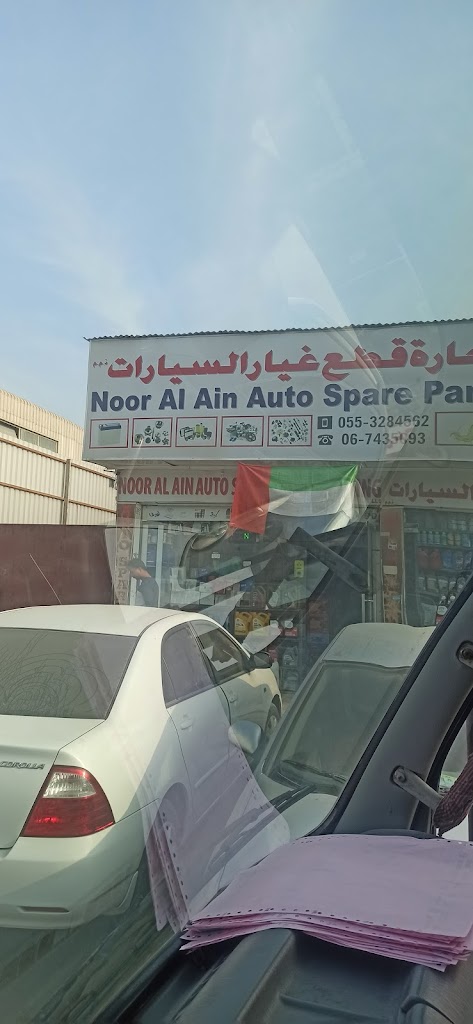 تجارة قطع غيار السيارات ذ.م.م
Noor Al Ain Auto Spare Par
055-3284562
06-7435693
NOOR AL AIN AUTO S
السيارات
COROLLA